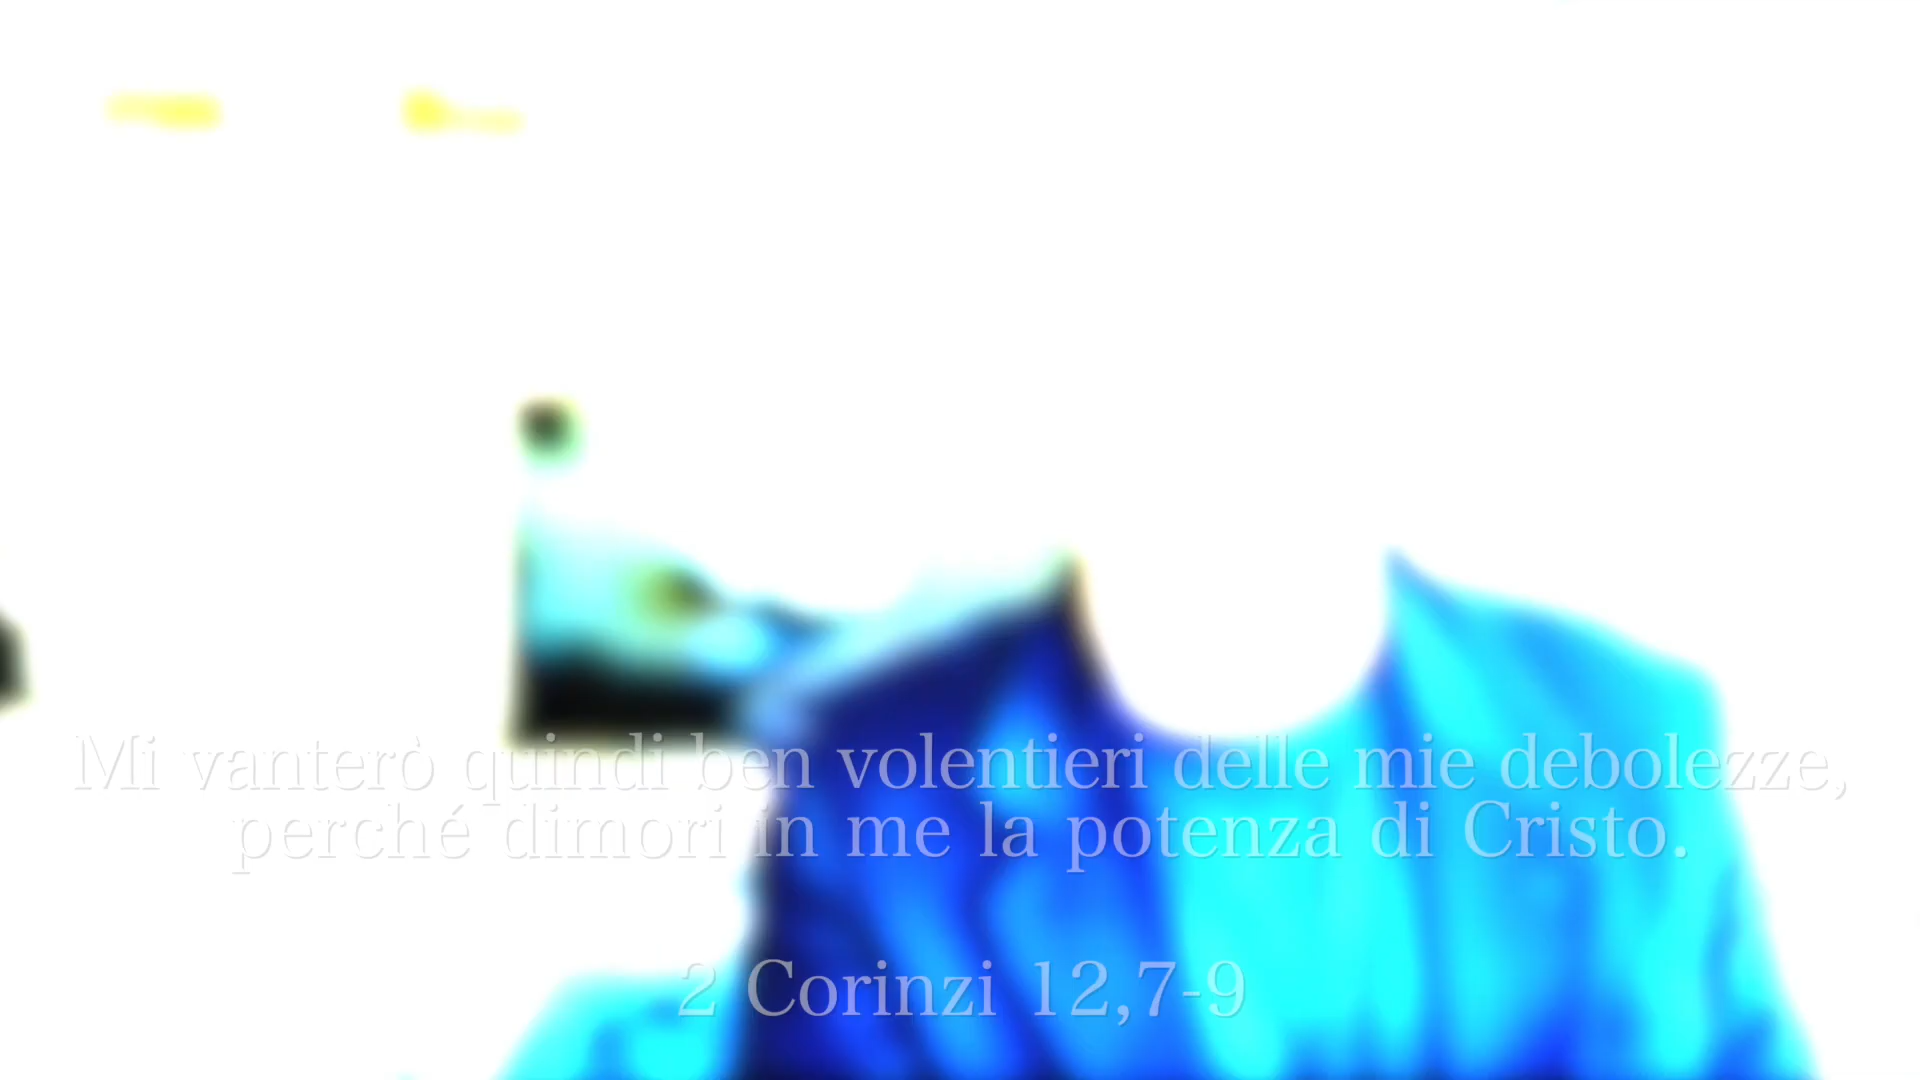 Mi vanterò quindi ben volentieri delle mie debolezze,
perché dimori in me la potenza di Cristo.
2 Corinzi 12,7-9